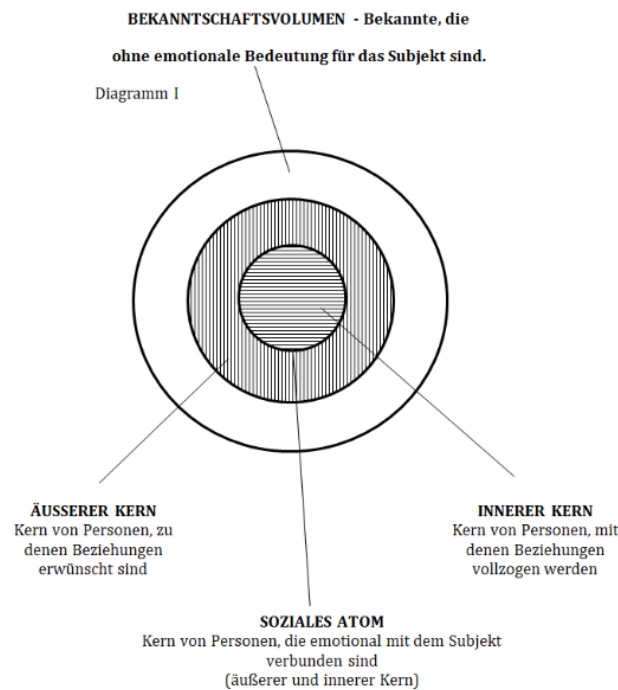 BEKANNTSCHAFTSVOLUMEN - Bekannte, die
ohne emotionale Bedeutung für das Subjekt sind.
Diagramm I
ÄUSSERER KERN
Kern von Personen, zu
denen Beziehungen
erwünscht sind
INNERER KERN
Kern von Personen, mit
denen Beziehungen
vollzogen werden
SOZIALES ATOM
Kern von Personen, die emotional mit dem Subjekt
verbunden sind
(äußerer und innerer Kern)